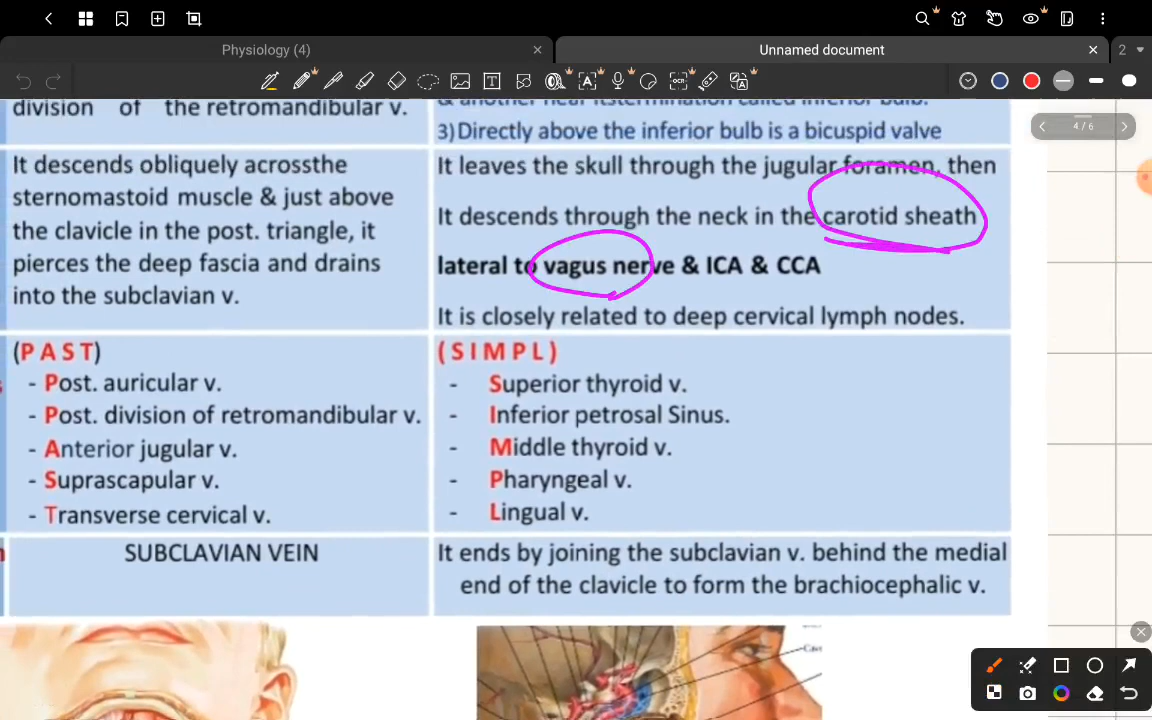 Physiology (4)
Unnamed document
2
4/6
division of the retromandibular v.
& another near itstermination called inferior bulb.
3)Directly above the inferior bulb is a bicuspid valve
It descends obliquely acrossthe
sternomastoid muscle & just above
the clavicle in the post. triangle, it
pierces the deep fascia and drains
into the subclavian v.
It leaves the skull through the jugular foramen, then
It descends through the neck in the carotid sheath
lateral to vagus nerve & ICA & CCA
It is closely related to deep cervical lymph nodes.
(P A S T)
- Post. auricular v.
- Post. division of retromandibular v.
- Anterior jugular v.
- Suprascapular v.
- Transverse cervical v.
( S I M P L )
- Superior thyroid v.
- Inferior petrosal Sinus.
- Middle thyroid v.
- Pharyngeal v.
- Lingual v.
SUBCLAVIAN VEIN
It ends by joining the subclavian v. behind the medial
end of the clavicle to form the brachiocephalic v.